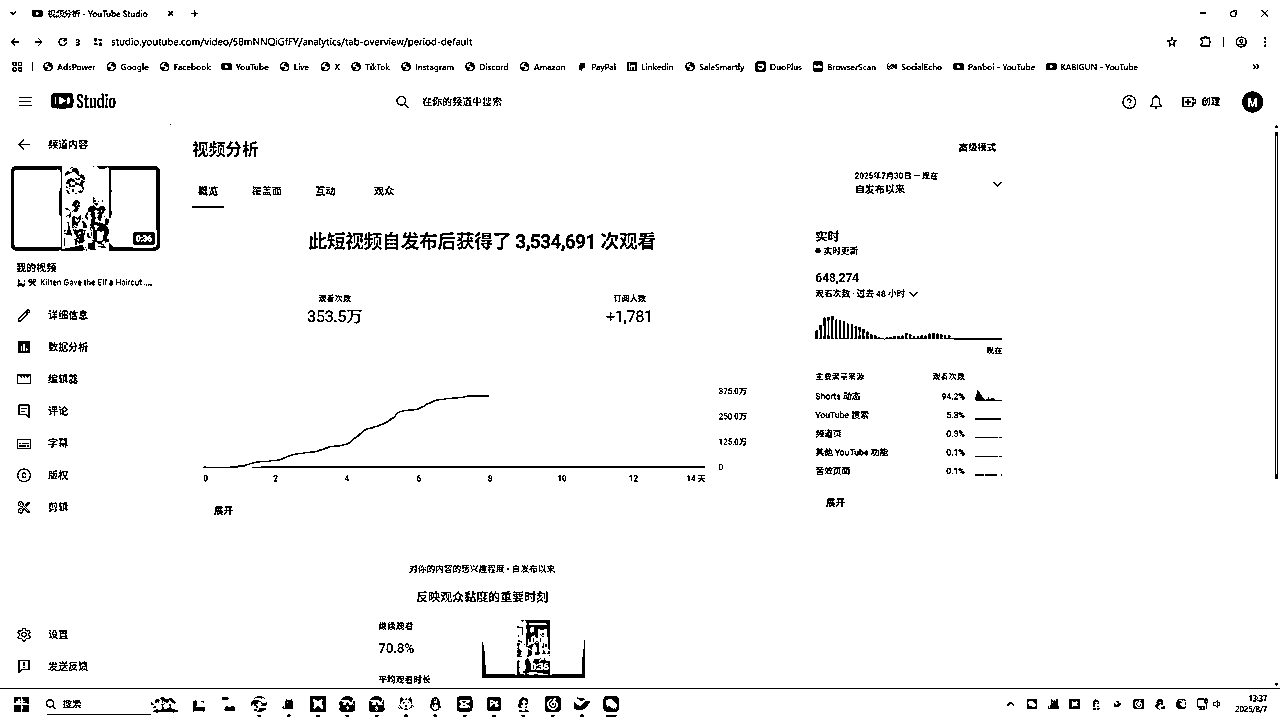 视频分析 - YouTube Studio
3
studio.youtube.com/video/S8mNNQiGfFY/analytics/tab-overview/period-default
AdsPower Google Facebook YouTube Live X TikTok Instagram Discord Amazon PayPal Linkedin SaleSmartly DuoPlus BrowserScan SocialEcho Panboi - YouTube KABIGUN - YouTube
Studio
在你的频道中搜索
创建
M
频道内容
0:36
我的视频
Kitten Gave the Elf a Haircut ....
详细信息
数据分析
编辑器
评论
字幕
版权
剪辑
设置
发送反馈
视频分析
高级模式
概览 覆盖面 互动 观众
2025年7月30日 – 现在
自发布以来
此短视频自发布后获得了 3,534,691 次观看
观看次数
353.5万
订阅人数
+1,781
375.0万
250.0万
125.0万
0
0 2 4 6 8 10 12 14 天
展开
实时
实时更新
648,274
观看次数 · 过去 48 小时
现在
主要流量来源 观看次数
Shorts 动态 94.2%
YouTube 搜索 5.3%
频道页 0.3%
其他 YouTube 功能 0.1%
音效页面 0.1%
展开
对你的内容的感兴趣程度 · 自发布以来
反映观众黏度的重要时刻
继续观看
70.8%
平均观看时长
0:36
搜索
13:37
2025/8/7